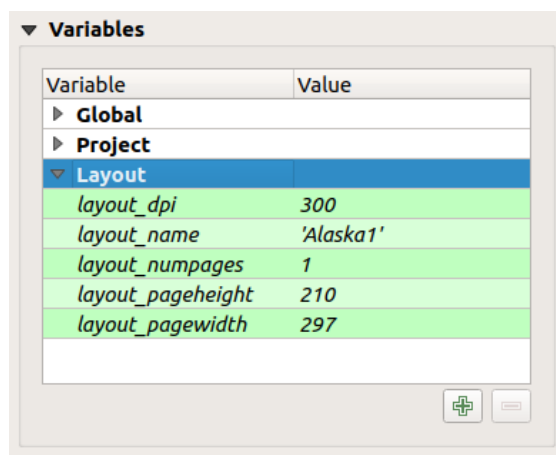 Variables
Variable Value
Global
Project
Layout
layout_dpi 300
layout_name 'Alaska1'
layout_numpages 1
layout_pageheight 210
layout_pagewidth 297